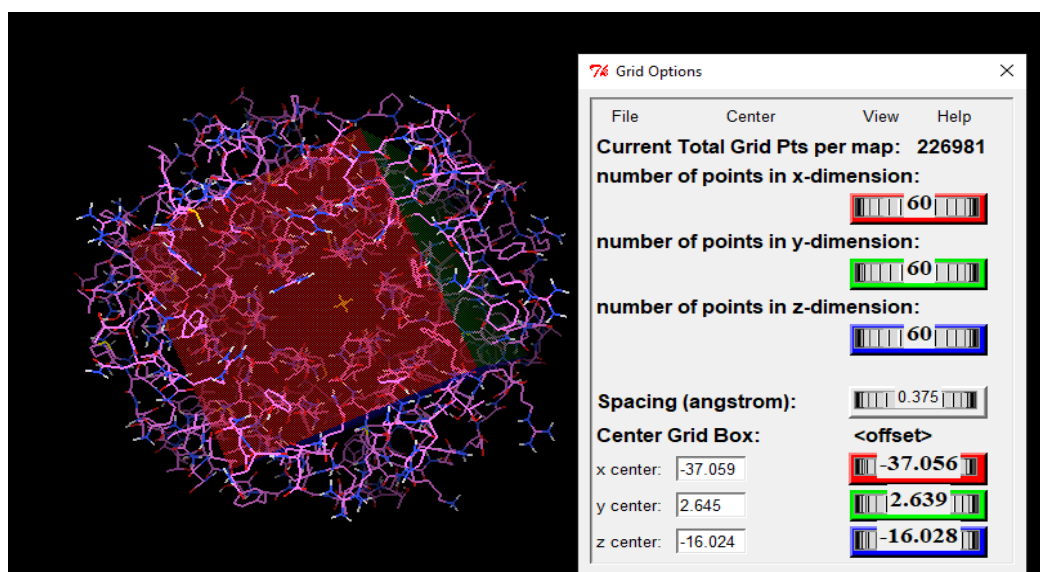 Grid Options
File Center View Help
Current Total Grid Pts per map: 226981
number of points in x-dimension:
60
number of points in y-dimension:
60
number of points in z-dimension:
60
Spacing (angstrom): 0.375
Center Grid Box: <offset>
x center: -37.059 -37.056
y center: 2.645 2.639
z center: -16.024 -16.028